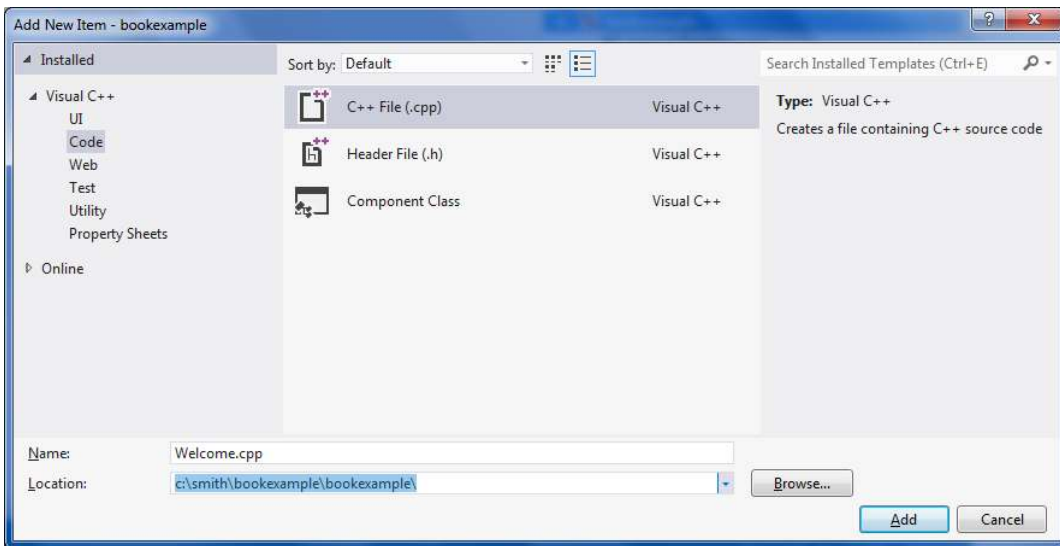 Add New Item - bookexample
Installed
Sort by: Default
Search Installed Templates (Ctrl+E)
Visual C++
UI
Code
Web
Test
Utility
Property Sheets
Online
C++ File (.cpp) Visual C++
Header File (.h) Visual C++
Component Class Visual C++
Type: Visual C++
Creates a file containing C++ source code
Name: Welcome.cpp
Location: c:\smith\bookexample\bookexample\
Browse...
Add Cancel